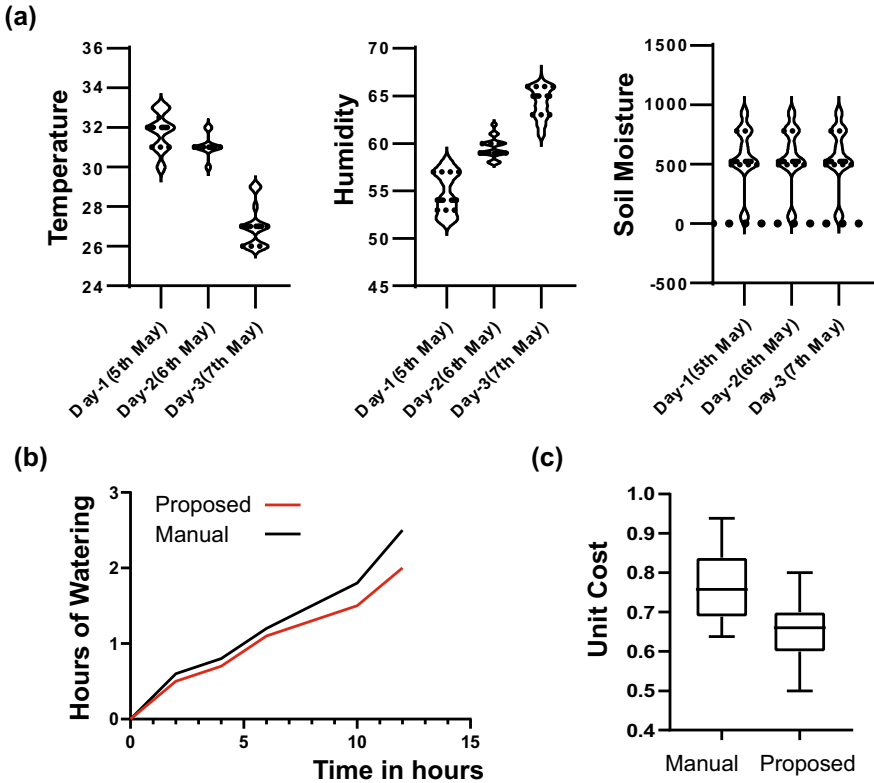 (a)
Temperature
36
34
32
31
28
26
24
Day-1(5th May)
Day-2(6th May)
Day-3(7th May)
Humidity
70
65
60
55
50
45
Day-1(5th May)
Day-2(6th May)
Day-3(7th May)
Soil Moisture
1500
1000
500
0
-500
Day-1(5th May)
Day-2(6th May)
Day-3(7th May)
(b)
Hours of Watering
3
2
1
0
Proposed
Manual
0 5 10 15
Time in hours
(c)
Unit Cost
1.0
0.9
0.8
0.7
0.6
0.5
0.4
Manual Proposed